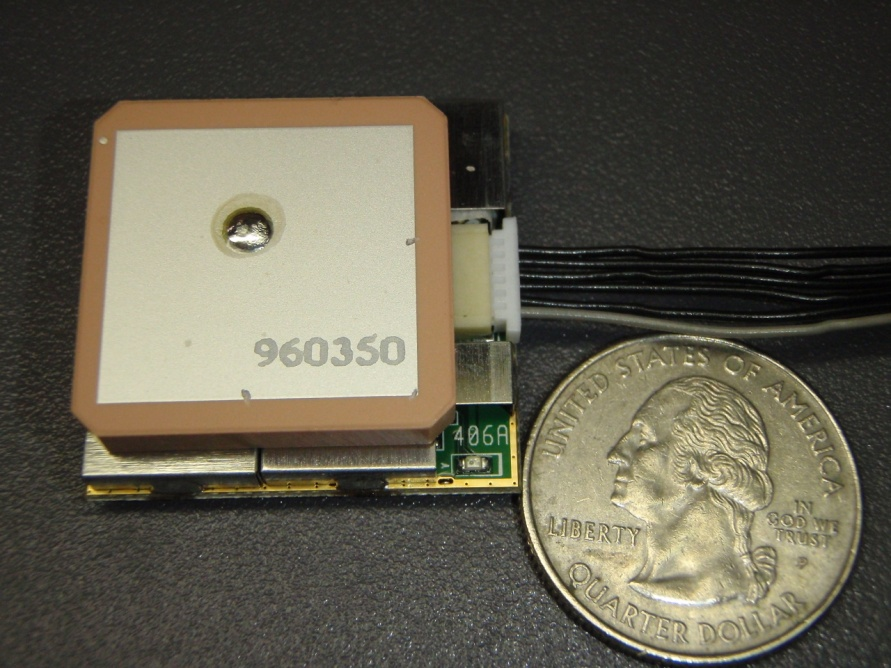 960350
406A
UNITED STATES OF AMERICA
LIBERTY
IN
GOD WE
TRUST
P
QUARTER DOLLAR